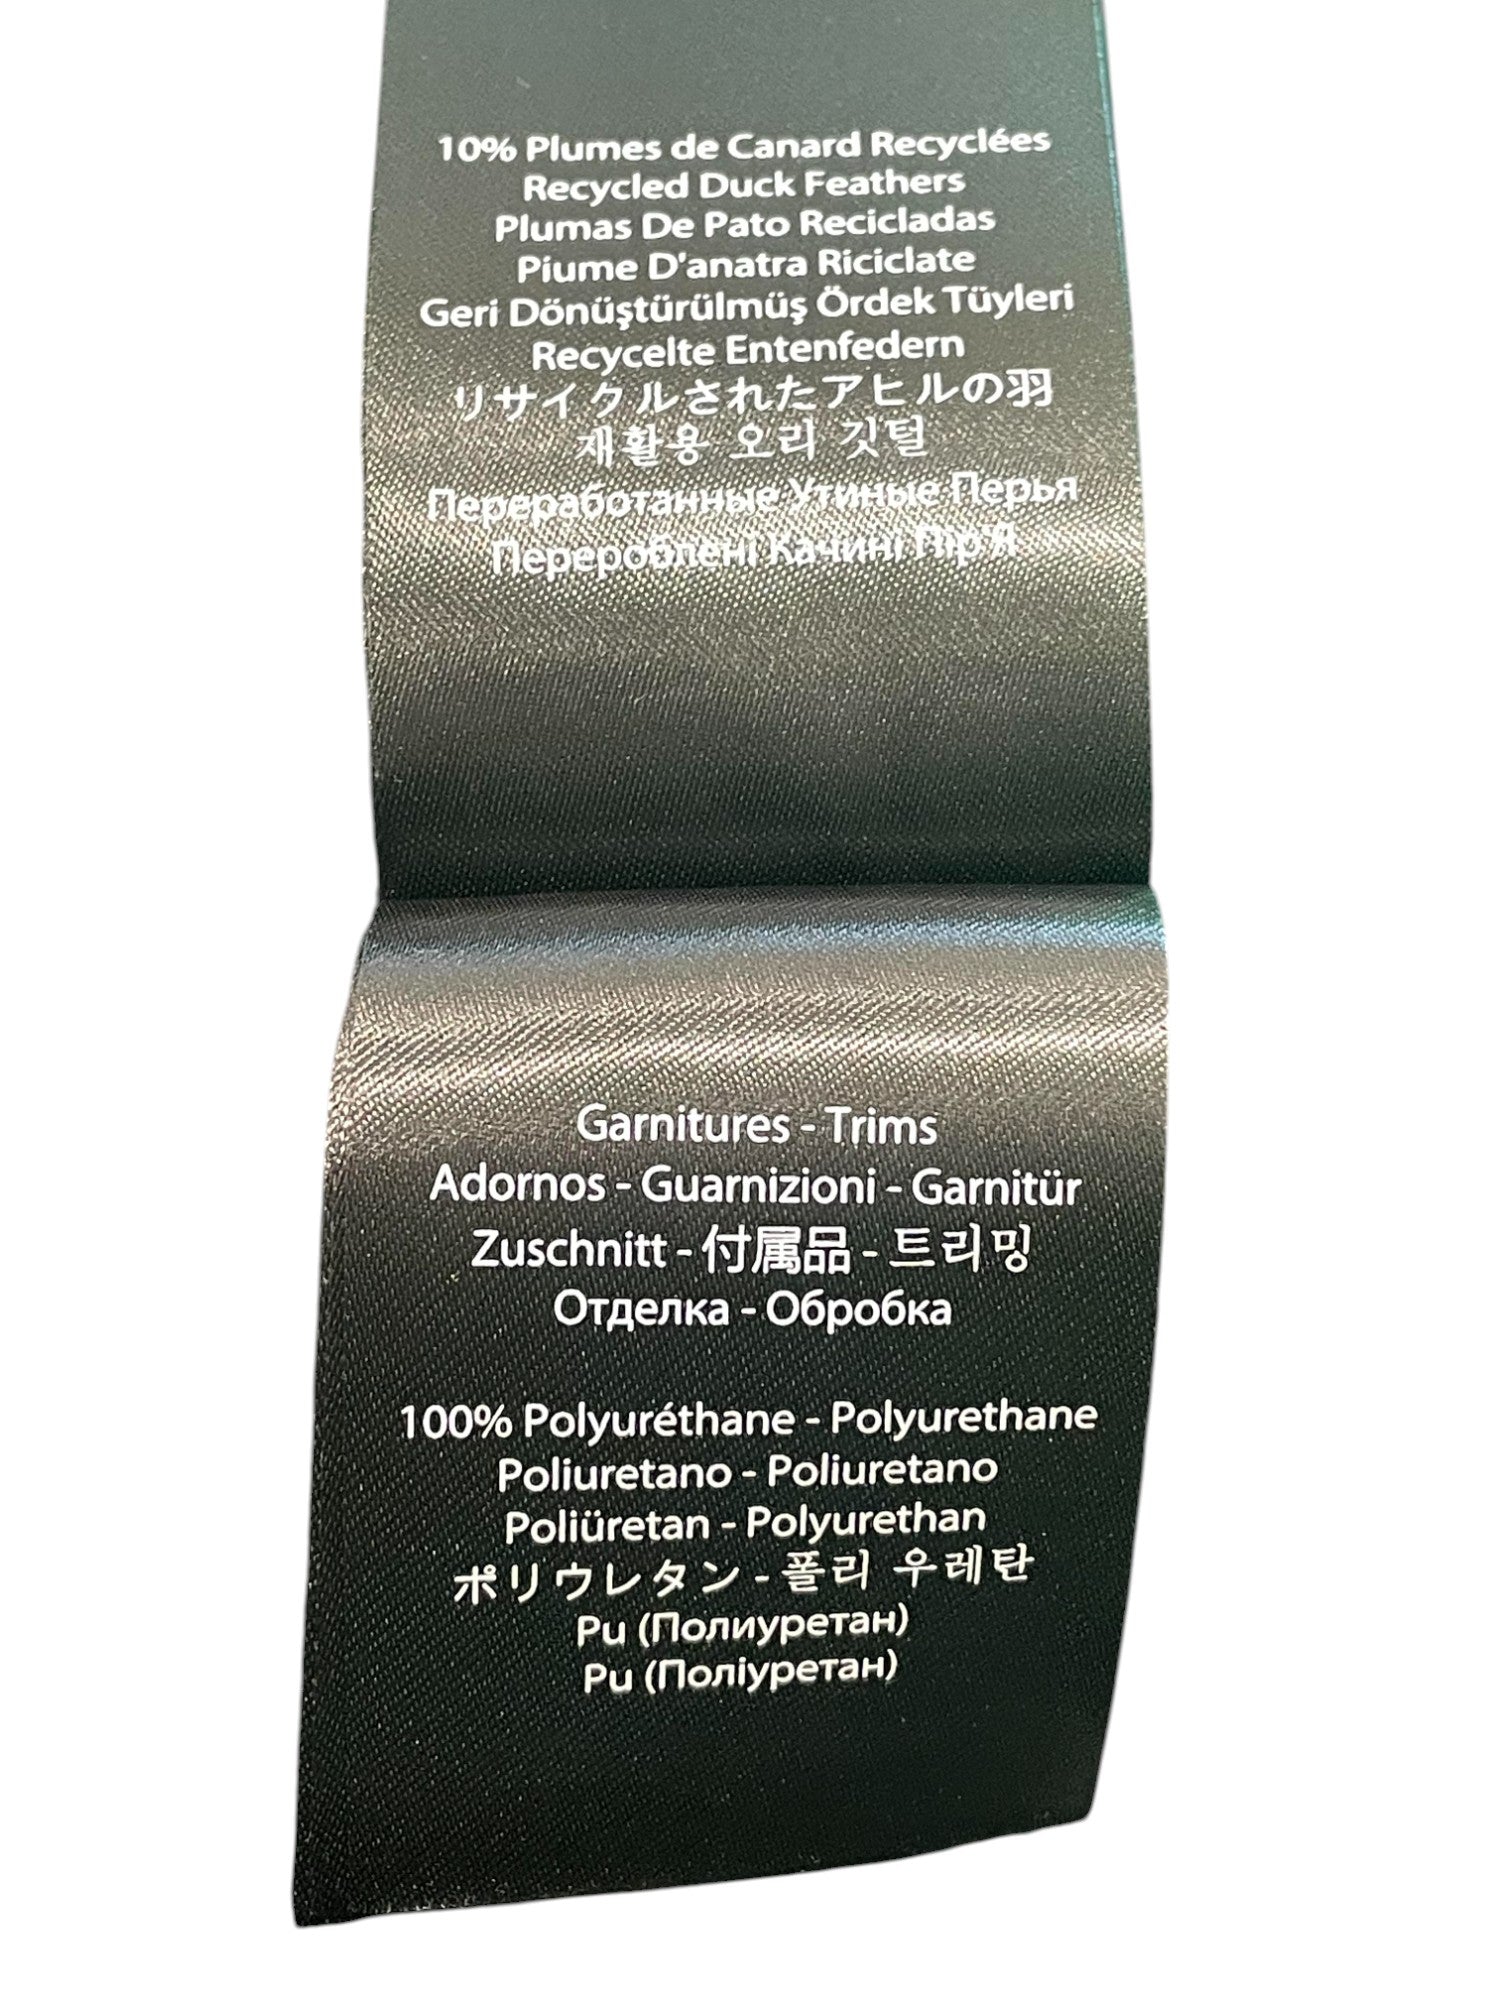 10% Plumes de Canard Recyclées
Recycled Duck Feathers
Plumas De Pato Recicladas
Piume D'anatra Riciclate
Geri Dönüştürülmüş Ördek Tüyleri
Recycelte Entenfedern
リサイクルされたアヒルの羽
재활용 오리 깃털
Переработанные Утиные Перья
Перероблені Качині Пір'Я
Garnitures - Trims
Adornos - Guarnizioni - Garnitür
Zuschnitt - 付属品 - 트리밍
Отделка - Обробка
100% Polyuréthane - Polyurethane
Poliuretano - Poliuretano
Poliüretan - Polyurethan
ポリウレタン - 폴리 우레탄
Pu (Полиуретан)
Pu (Поліуретан)